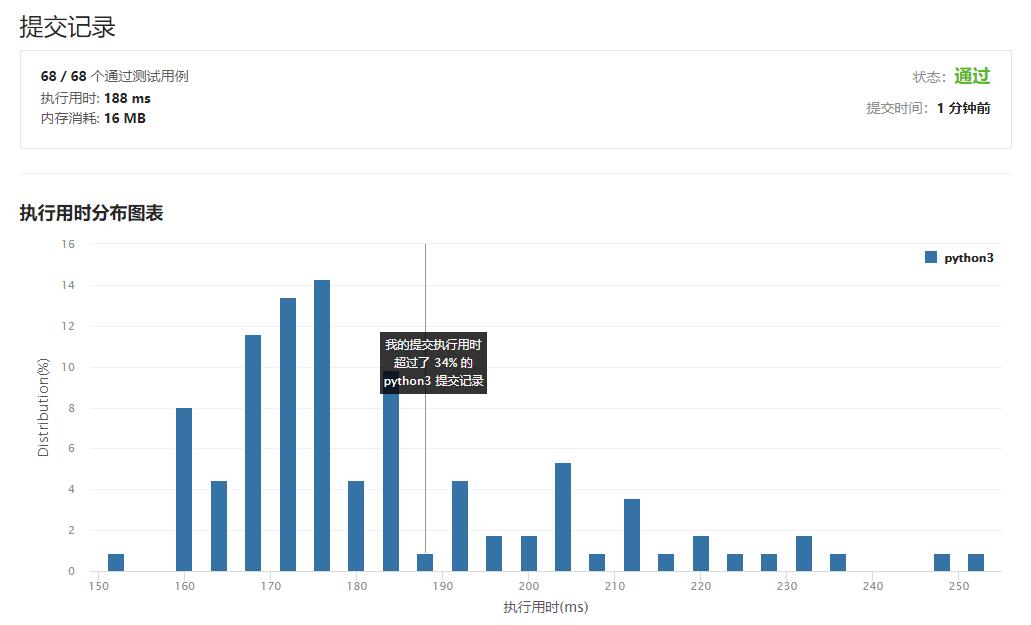 提交记录
68 / 68 个通过测试用例
状态：通过
执行用时: 188 ms
提交时间：1 分钟前
内存消耗: 16 MB
执行用时分布图表
python3
我的提交执行用时
超过了 34% 的
python3 提交记录
Distribution(%)
16
14
12
10
8
6
4
2
0
150 160 170 180 190 200 210 220 230 240 250
执行用时(ms)